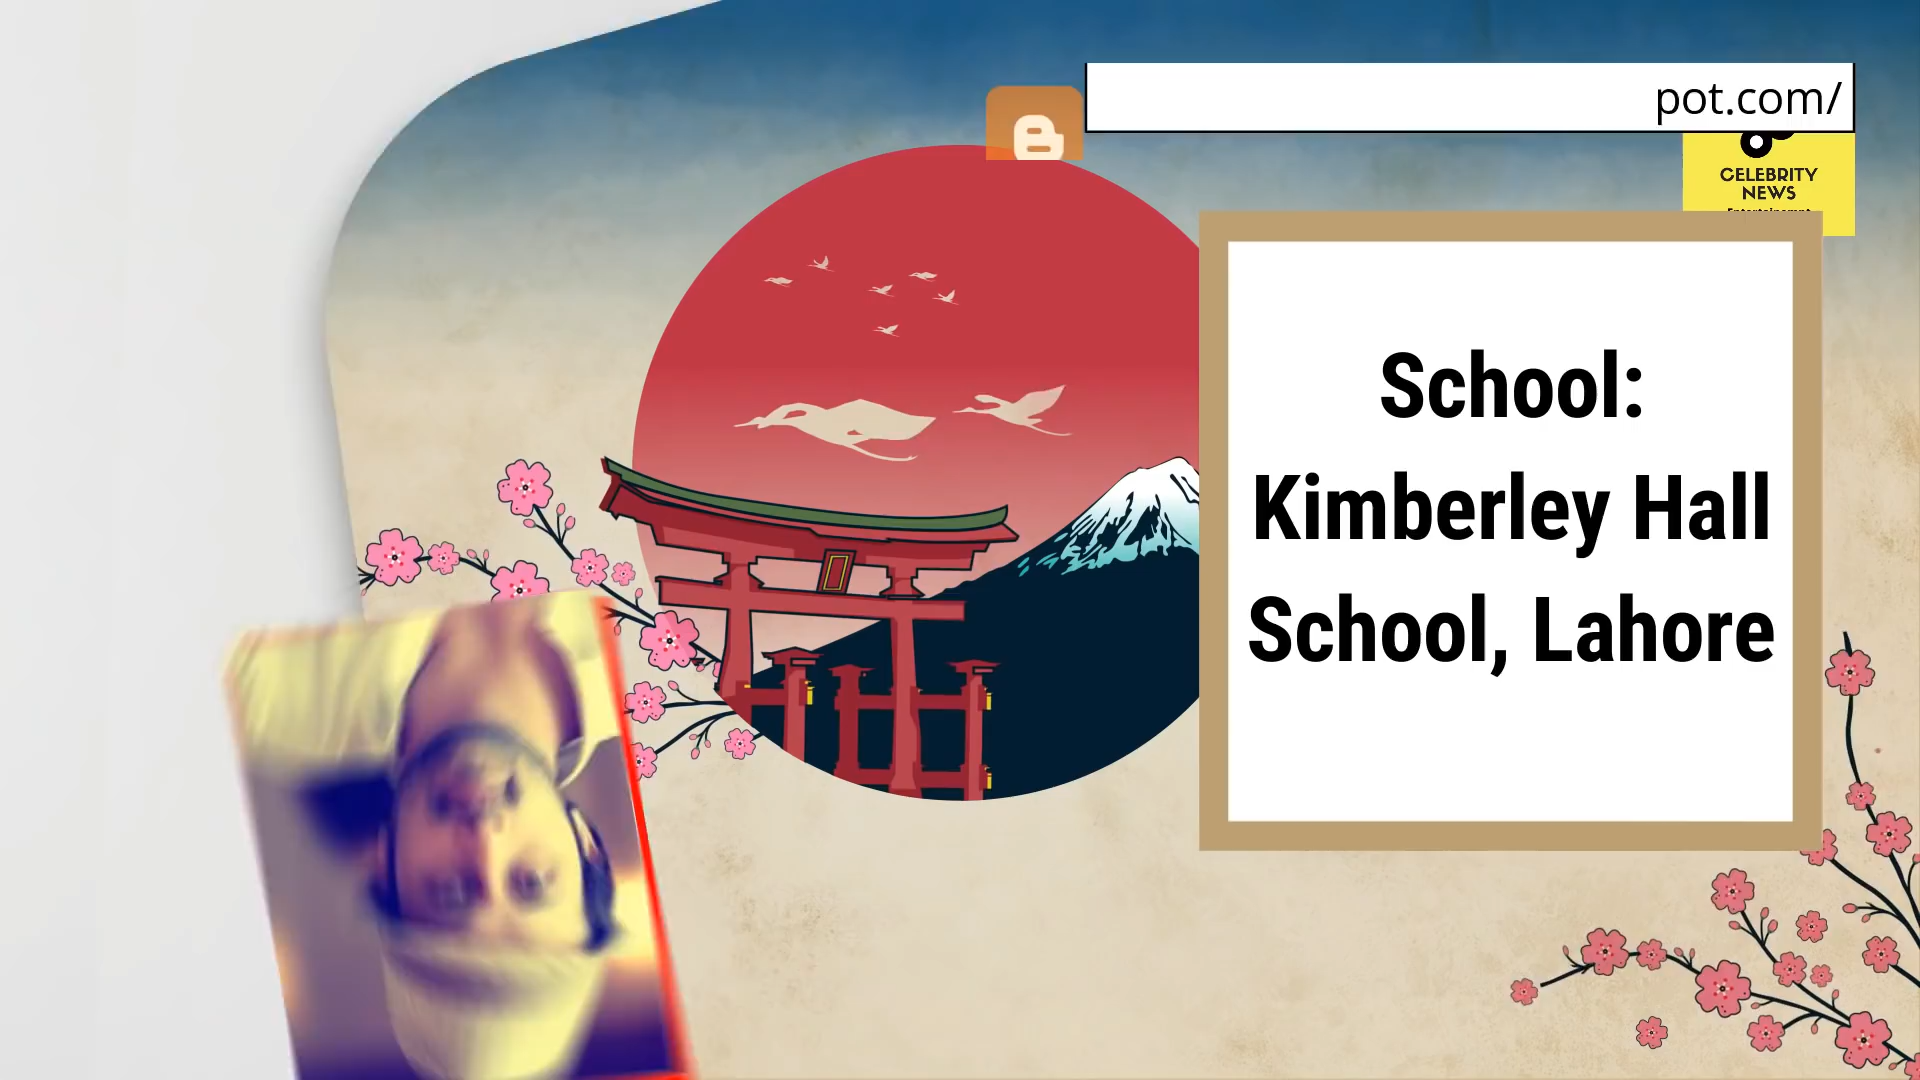 pot.com/
CELEBRITY
NEWS
School:
Kimberley Hall
School, Lahore